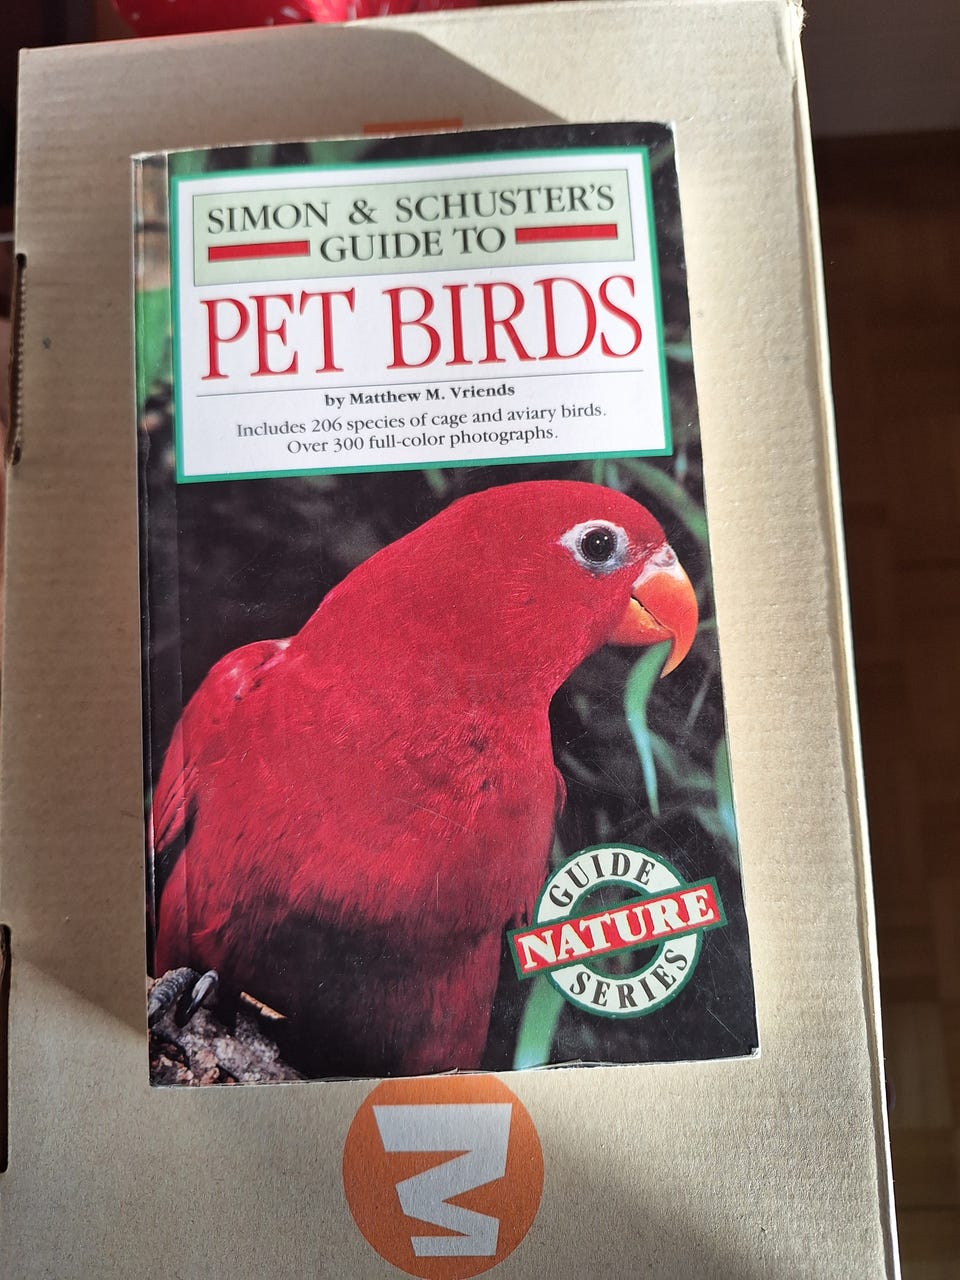 SIMON & SCHUSTER'S
GUIDE TO
PET BIRDS
by Matthew M. Vriends
Includes 206 species of cage and aviary birds.
Over 300 full-color photographs.
GUIDE
NATURE
SERIES
M